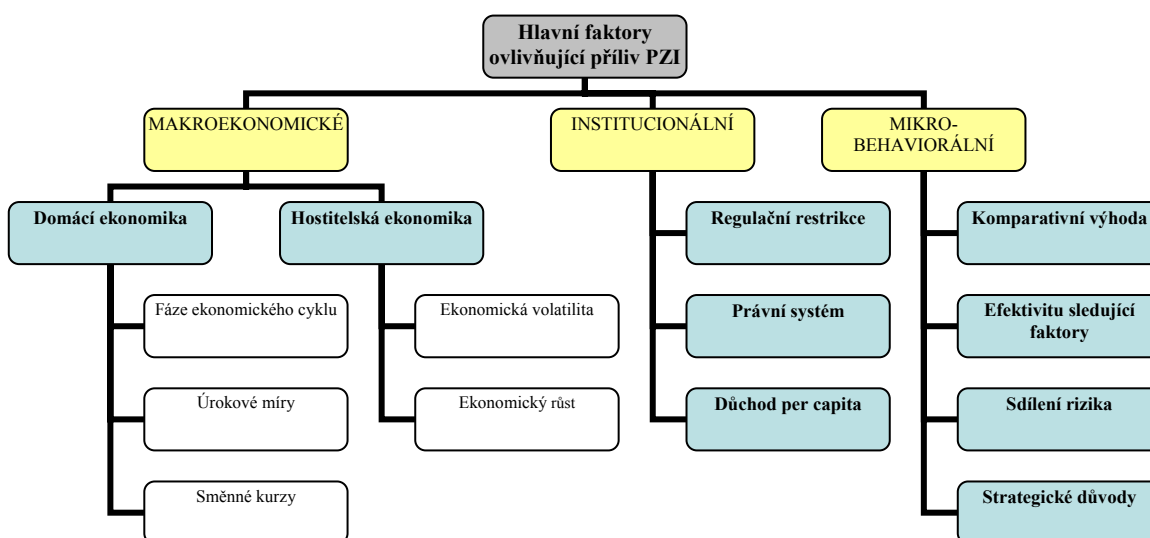 Hlavní faktory
ovlivňující příliv PZI
MAKROEKONOMICKÉ
INSTITUCIONÁLNÍ
MIKRO-
BEHAVIORÁLNÍ
Domácí ekonomika
Hostitelská ekonomika
Regulační restrikce
Komparativní výhoda
Fáze ekonomického cyklu
Ekonomická volatilita
Právní systém
Efektivitu sledující
faktory
Úrokové míry
Ekonomický růst
Důchod per capita
Sdílení rizika
Směnné kurzy
Strategické důvody